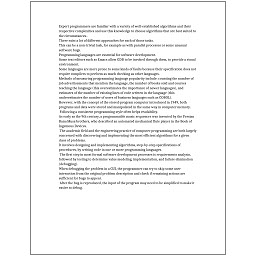 Expert programmers are familiar with a variety of well-established algorithms and their
respective complexities and use this knowledge to choose algorithms that are best suited to
the circumstances.
There exist a lot of different approaches for each of those tasks.
This can be a non-trivial task, for example as with parallel processes or some unusual
software bugs.
Programming languages are essential for software development.
Some text editors such as Emacs allow GDB to be invoked through them, to provide a visual
environment.
Some languages are more prone to some kinds of faults because their specification does not
require compilers to perform as much checking as other languages.
Methods of measuring programming language popularity include: counting the number of
job advertisements that mention the language, the number of books sold and courses
teaching the language (this overestimates the importance of newer languages), and
estimates of the number of existing lines of code written in the language (this
underestimates the number of users of business languages such as COBOL).
However, with the concept of the stored-program computer introduced in 1949, both
programs and data were stored and manipulated in the same way in computer memory.
Following a consistent programming style often helps readability.
As early as the 9th century, a programmable music sequencer was invented by the Persian
Banu Musa brothers, who described an automated mechanical flute player in the Book of
Ingenious Devices.
The academic field and the engineering practice of computer programming are both largely
concerned with discovering and implementing the most efficient algorithms for a given
class of problems.
It involves designing and implementing algorithms, step-by-step specifications of
procedures, by writing code in one or more programming languages.
The first step in most formal software development processes is requirements analysis,
followed by testing to determine value modeling, implementation, and failure elimination
(debugging).
When debugging the problem in a GUI, the programmer can try to skip some user
interaction from the original problem description and check if remaining actions are
sufficient for bugs to appear.
After the bug is reproduced, the input of the program may need to be simplified to make it
easier to debug.